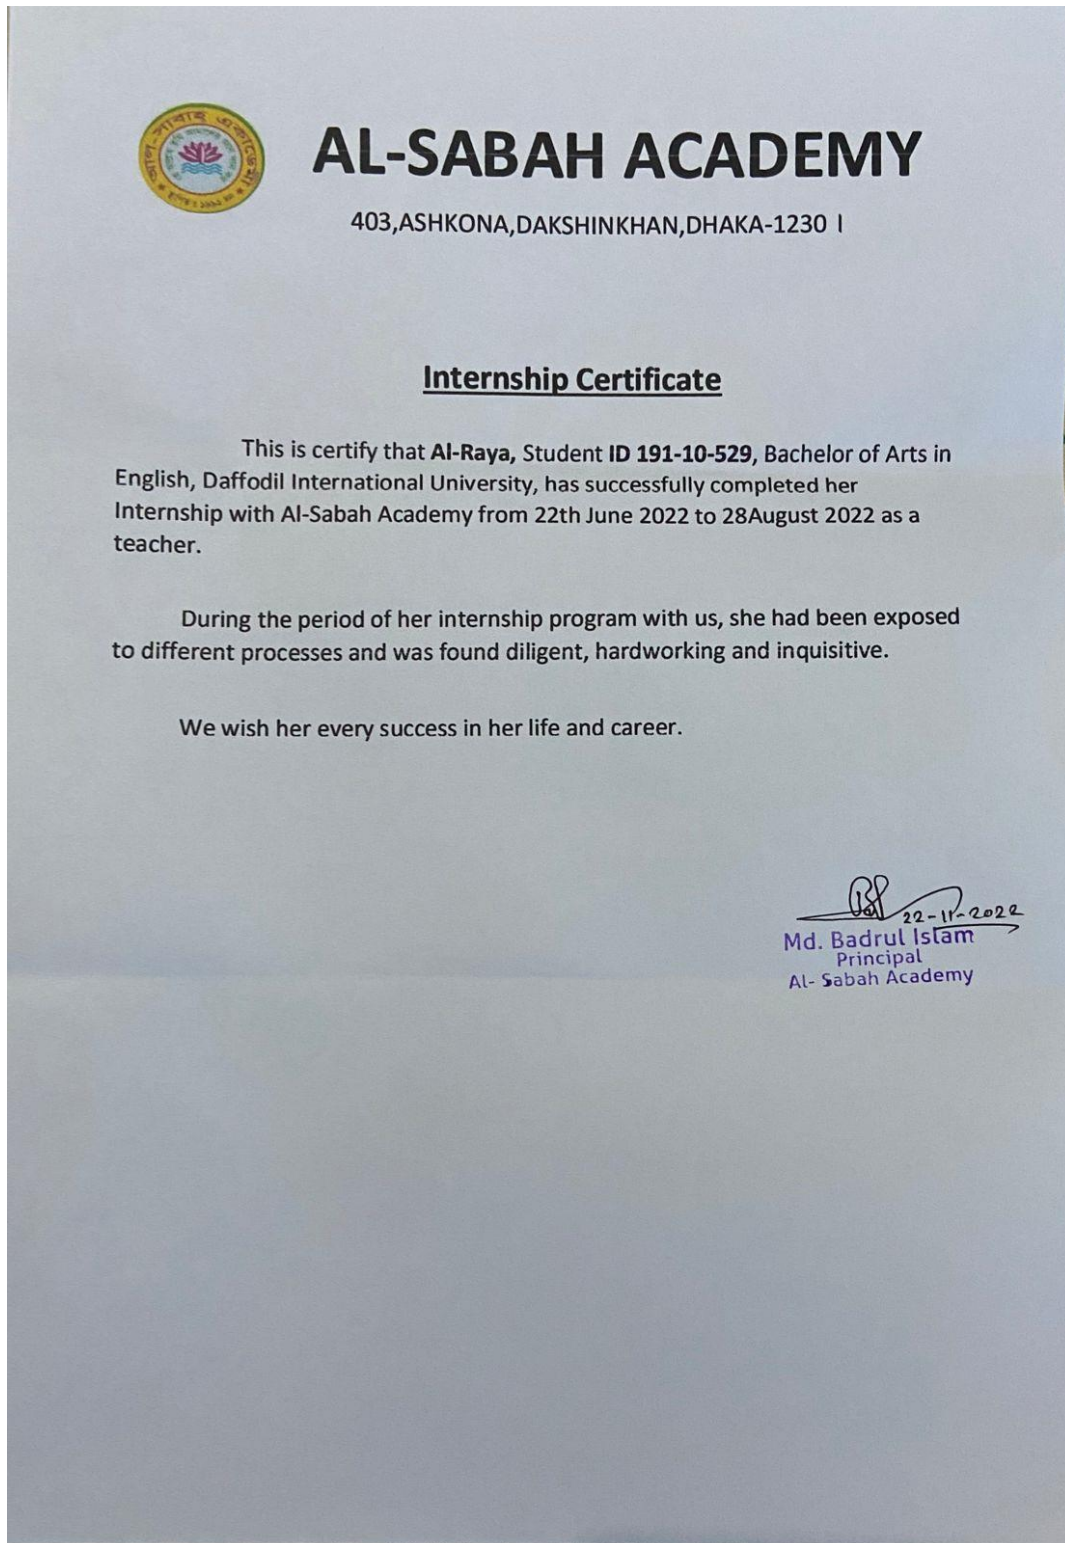 আল-সাবাহ একাডেমী
AL-SABAH ACADEMY
403,ASHKONA,DAKSHINKHAN,DHAKA-1230 ।
Internship Certificate
This is certify that Al-Raya, Student ID 191-10-529, Bachelor of Arts in
English, Daffodil International University, has successfully completed her
Internship with Al-Sabah Academy from 22th June 2022 to 28August 2022 as a
teacher.
During the period of her internship program with us, she had been exposed
to different processes and was found diligent, hardworking and inquisitive.
We wish her every success in her life and career.
22-11-2022
Md. Badrul Islam
Principal
Al- Sabah Academy